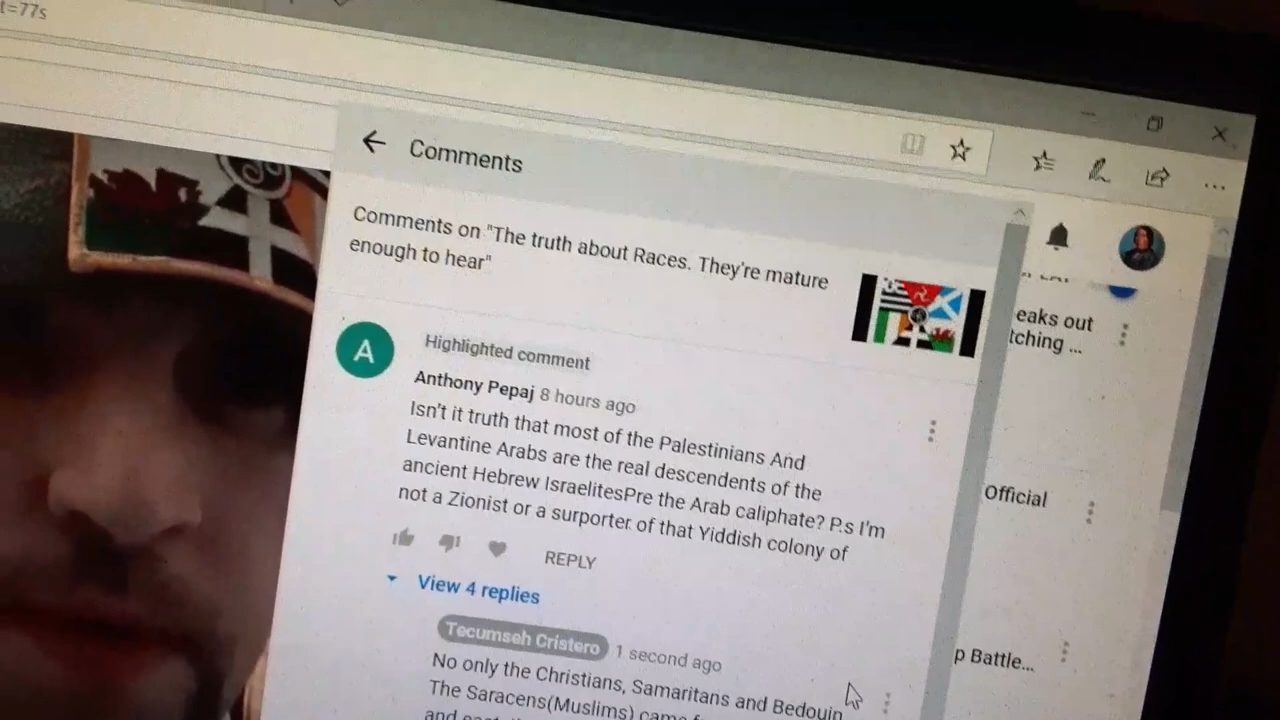 t=77s
Comments
Comments on "The truth about Races. They're mature
enough to hear"
eaks out
tching ...
Highlighted comment
A
Anthony Pepaj 8 hours ago
Isn't it truth that most of the Palestinians And
Levantine Arabs are the real descendents of the
ancient Hebrew IsraelitesPre the Arab caliphate? P.s I'm
not a Zionist or a surporter of that Yiddish colony of
Official
REPLY
View 4 replies
Tecumseh Cristero 1 second ago
p Battle...
No only the Christians, Samaritans and Bedouin
The Saracens(Muslims) came
and